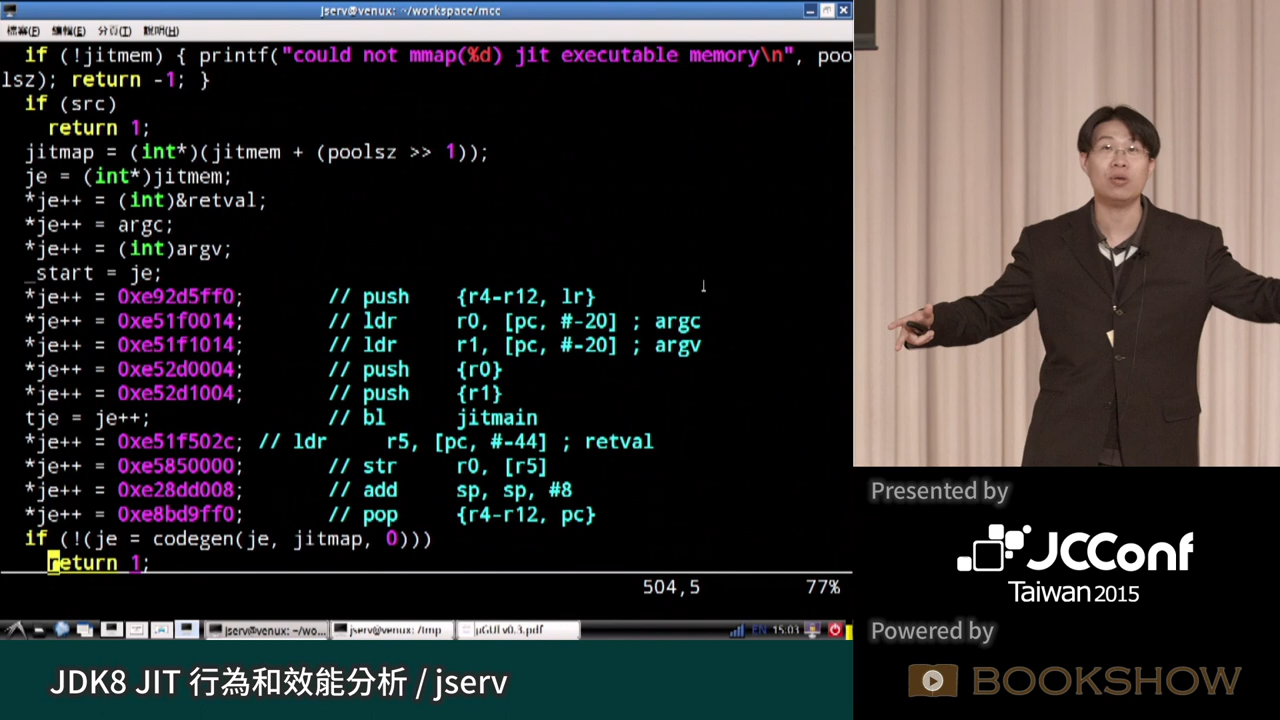 jserv@venux: ~/workspace/mcc
檔案(F) 編輯(E) 分頁(T) 說明(H)
if (!jitmem) { printf("could not mmap(%d) jit executable memory\n", poo
lsz); return -1; }
if (src)
return 1;
jitmap = (int*)(jitmem + (poolsz >> 1));
je = (int*)jitmem;
*je++ = (int)&retval;
*je++ = argc;
*je++ = (int)argv;
_start = je;
*je++ = 0xe92d5ff0; // push {r4-r12, lr}
*je++ = 0xe51f0014; // ldr r0, [pc, #-20] ; argc
*je++ = 0xe51f1014; // ldr r1, [pc, #-20] ; argv
*je++ = 0xe52d0004; // push {r0}
*je++ = 0xe52d1004; // push {r1}
tje = je++; // bl jitmain
*je++ = 0xe51f502c; // ldr r5, [pc, #-44] ; retval
*je++ = 0xe5850000; // str r0, [r5]
*je++ = 0xe28dd008; // add sp, sp, #8
*je++ = 0xe8bd9ff0; // pop {r4-r12, pc}
if (!(je = codegen(je, jitmap, 0)))
return 1;
504,5 77%
jserv@venux: ~/wo... jserv@venux: /tmp µGUI v0.3.pdf EN 15:03
JDK8 JIT 行為和效能分析 / jserv
Presented by
JCConf
Taiwan 2015
Powered by
BOOKSHOW